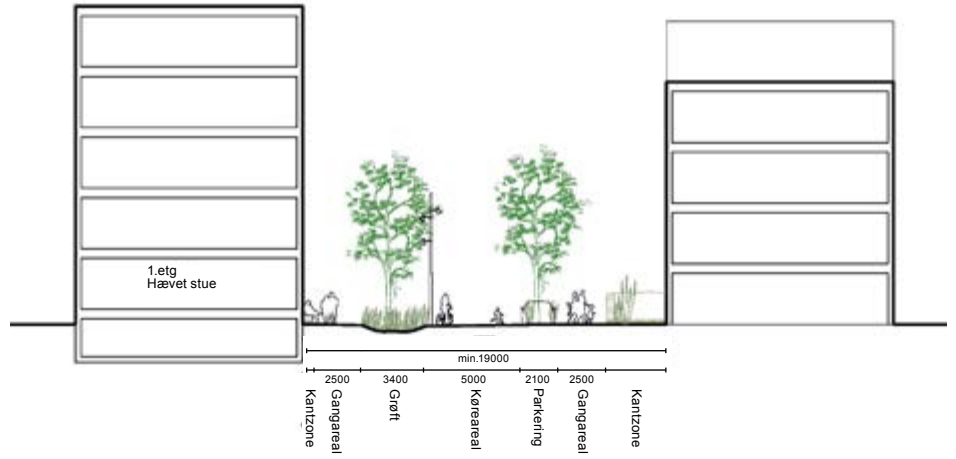 1.etg
Hævet stue
min.19000
2500 3400 5000 2100 2500
Kantzone Gangareal Grøft Køreareal Parkering Gangareal Kantzone